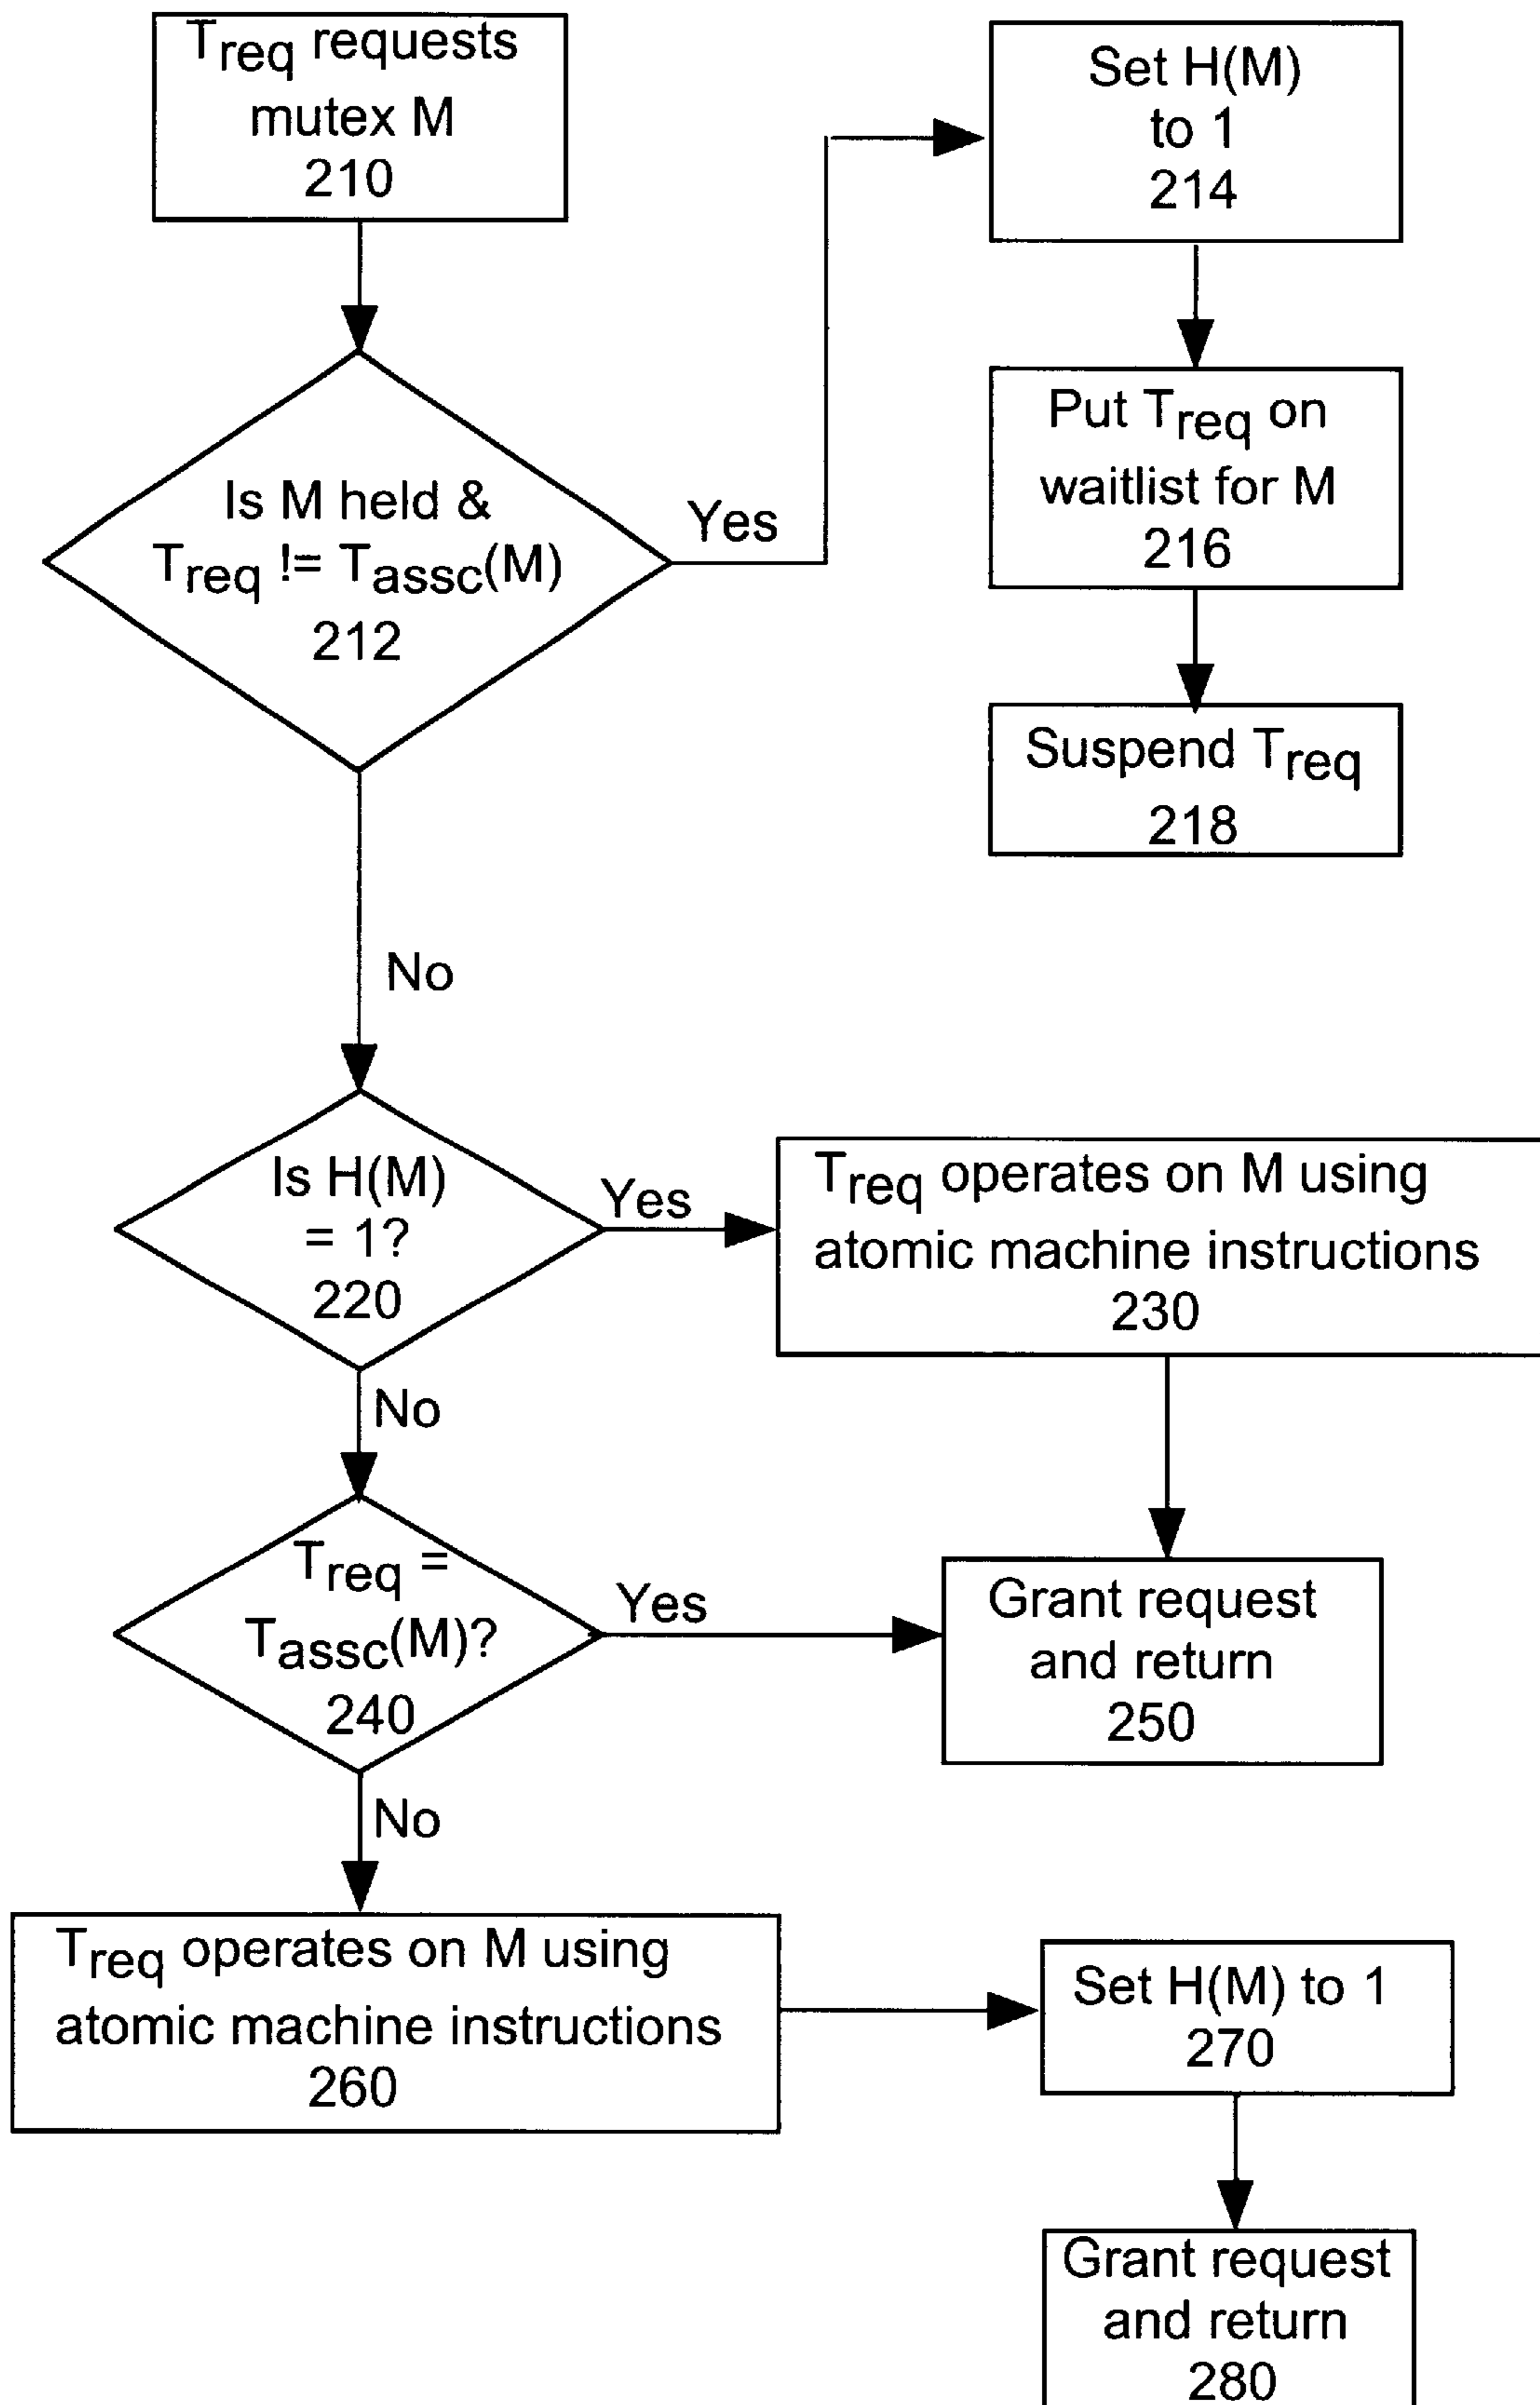 Treq requests
mutex M
210
Set H(M)
to 1
214
Is M held &
Treq != Tassc(M)
212
Yes
Put Treq on
waitlist for M
216
Suspend Treq
218
No
Is H(M)
= 1?
220
Yes
Treq operates on M using
atomic machine instructions
230
No
Treq =
Tassc(M)?
240
Yes
Grant request
and return
250
No
Treq operates on M using
atomic machine instructions
260
Set H(M) to 1
270
Grant request
and return
280